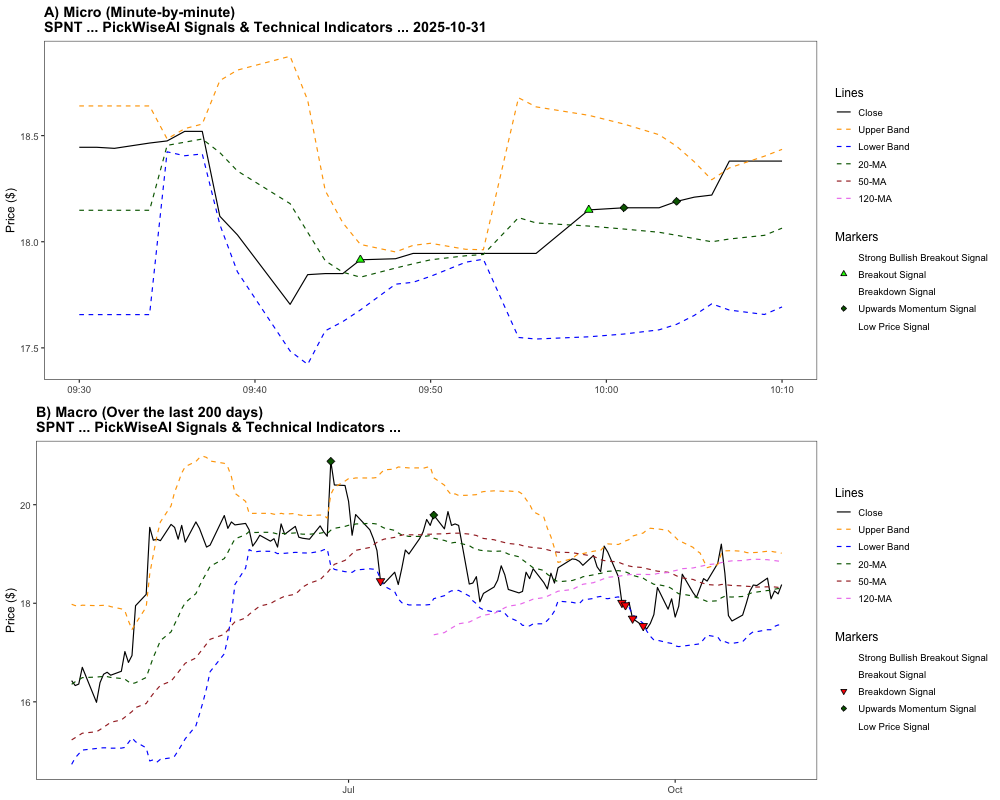 A) Micro (Minute-by-minute)
SPNT ... PickWiseAI Signals & Technical Indicators ... 2025-10-31
Price ($)
18.5
18.0
17.5
09:30
09:40
09:50
10:00
10:10
Lines
Close
Upper Band
Lower Band
20-MA
50-MA
120-MA
Markers
Strong Bullish Breakout Signal
Breakout Signal
Breakdown Signal
Upwards Momentum Signal
Low Price Signal
B) Macro (Over the last 200 days)
SPNT ... PickWiseAI Signals & Technical Indicators ...
Price ($)
20
18
16
Jul
Oct
Lines
Close
Upper Band
Lower Band
20-MA
50-MA
120-MA
Markers
Strong Bullish Breakout Signal
Breakout Signal
Breakdown Signal
Upwards Momentum Signal
Low Price Signal